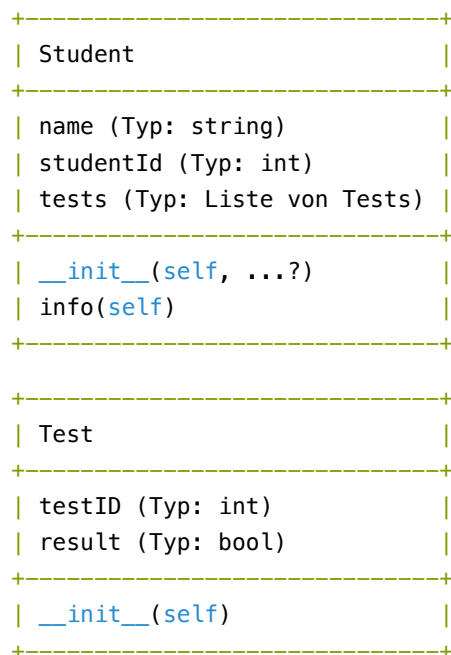 +-----------------------------+
| Student                     |
+-----------------------------+
| name (Typ: string)          |
| studentId (Typ: int)        |
| tests (Typ: Liste von Tests) |
+-----------------------------+
| __init__(self, ...?)        |
| info(self)                  |
+-----------------------------+

+-----------------------------+
| Test                        |
+-----------------------------+
| testID (Typ: int)           |
| result (Typ: bool)          |
+-----------------------------+
| __init__(self)              |
+-----------------------------+